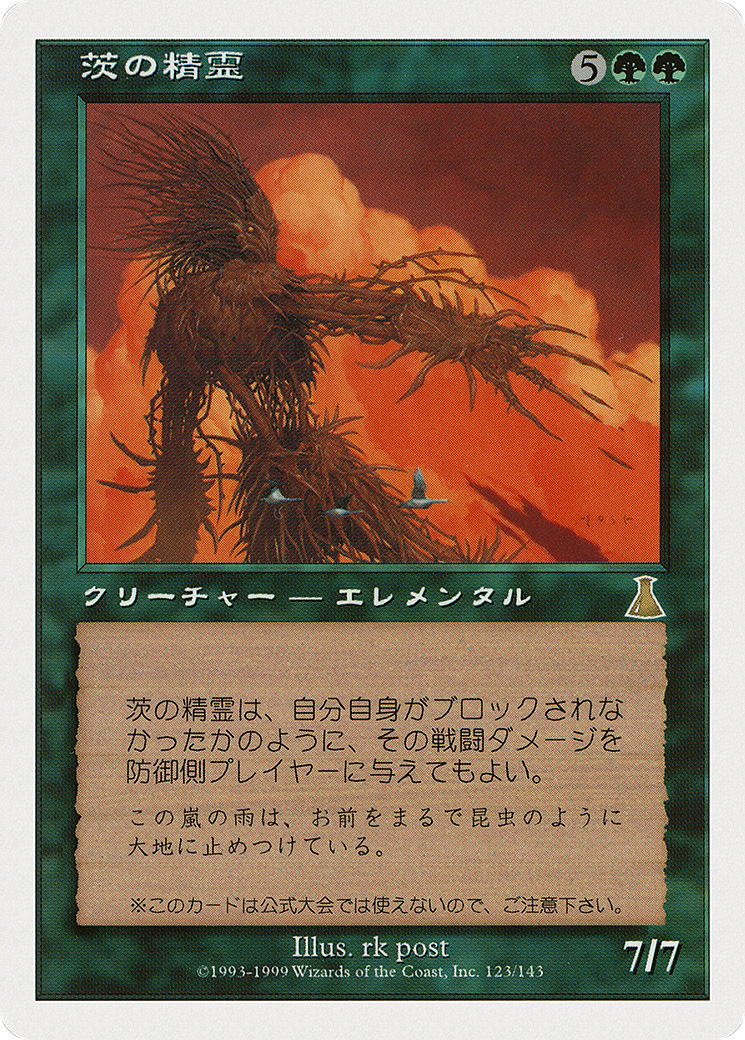 茨の精霊 5
クリーチャー — エレメンタル
茨の精霊は、自分自身がブロックされな
かったかのように、その戦闘ダメージを
防御側プレイヤーに与えてもよい。
この嵐の雨は、お前をまるで昆虫のように
大地に止めつけている。
※このカードは公式大会では使えないので、ご注意下さい。
Illus. rk post
7/7
©1993-1999 Wizards of the Coast, Inc. 123/143